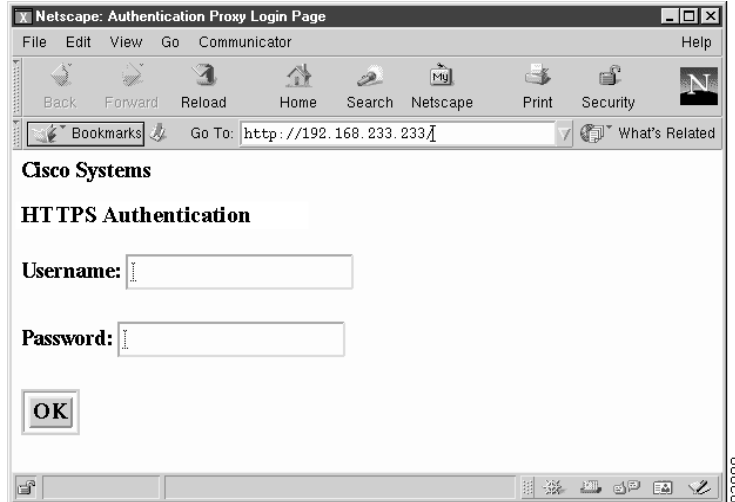 Netscape: Authentication Proxy Login Page
File Edit View Go Communicator Help
Back Forward Reload Home Search Netscape Print Security
My
N
Bookmarks Go To: http://192.168.233.233/ What's Related
Cisco Systems
HTTPS Authentication
Username:
Password:
OK